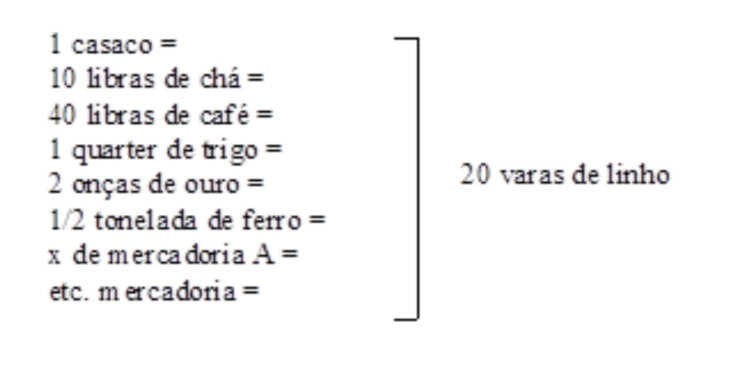 1 casaco =
10 libras de chá =
40 libras de café =
1 quarter de trigo =
2 onças de ouro =
1/2 tonelada de ferro =
x de mercadoria A =
etc. mercadoria =
20 varas de linho